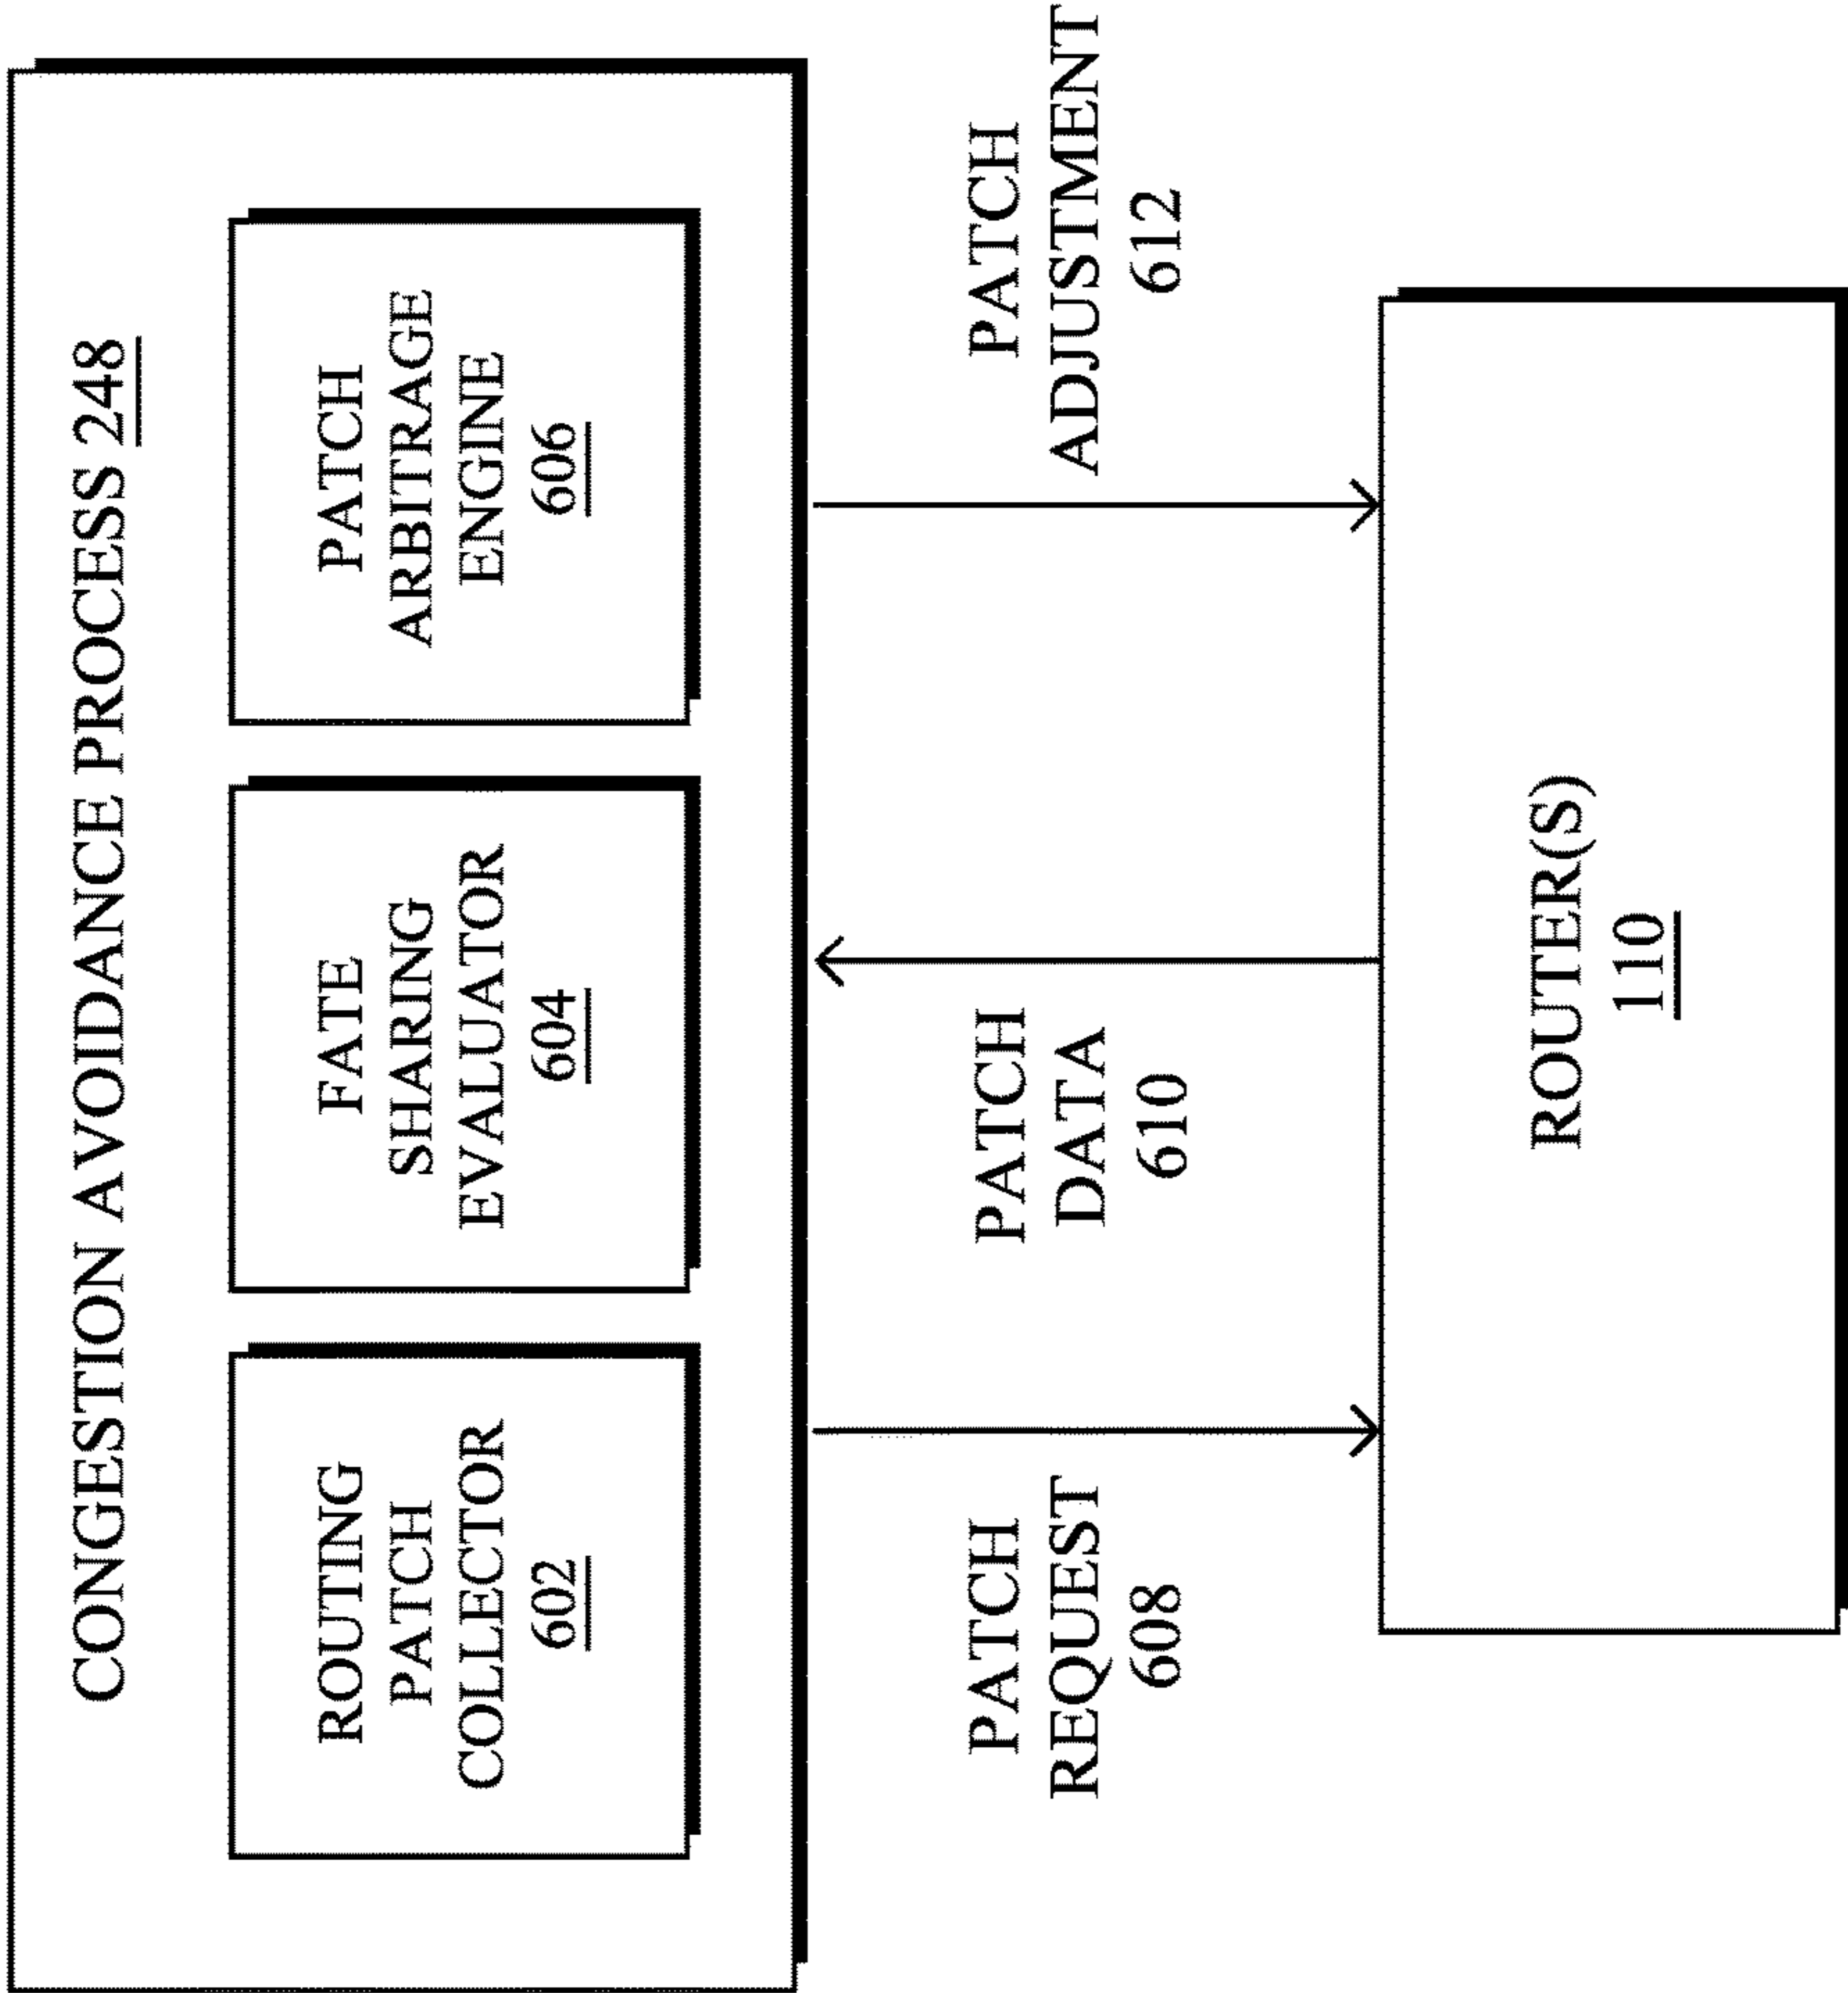 CONGESTION AVOIDANCE PROCESS 248
ROUTING
PATCH
COLLECTOR
602
FATE
SHARING
EVALUATOR
604
PATCH
ARBITRAGE
ENGINE
606
PATCH
REQUEST
608
PATCH
DATA
610
PATCH
ADJUSTMENT
612
ROUTER(S)
110